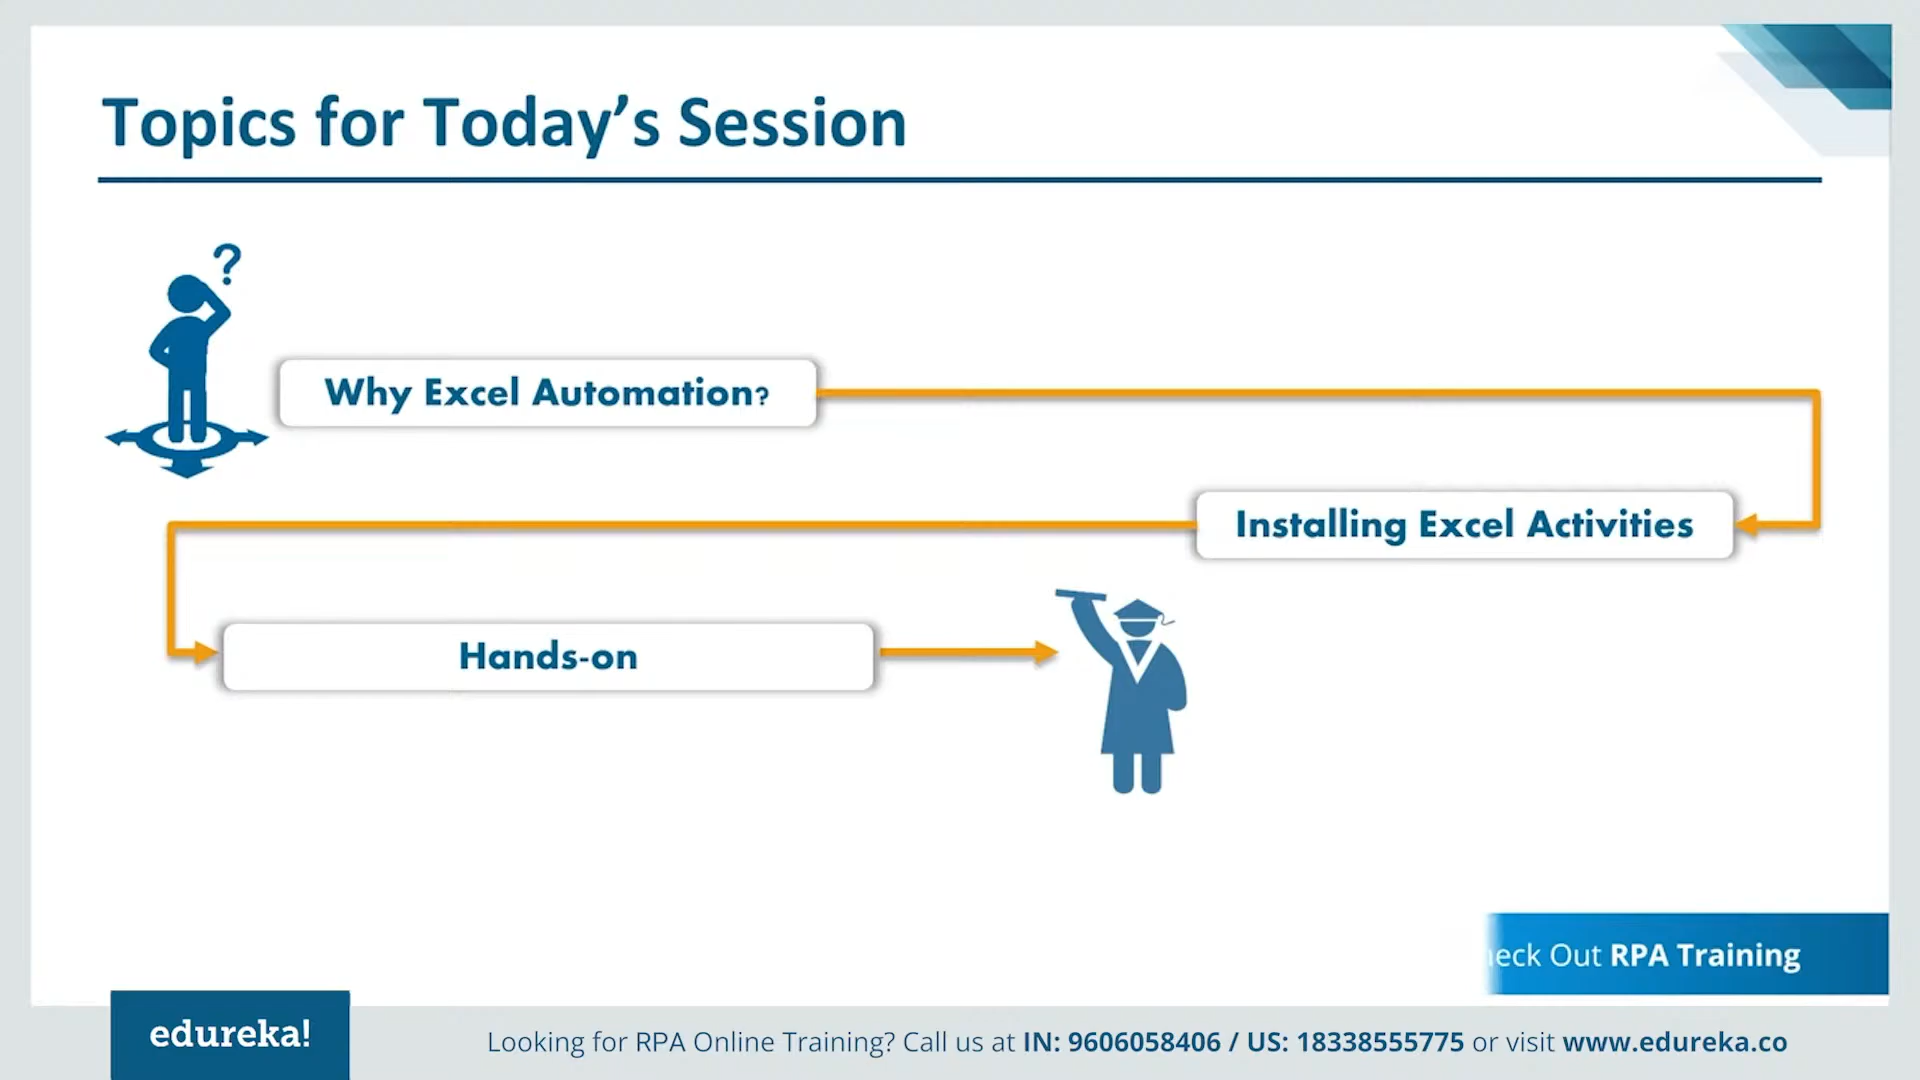 Topics for Today’s Session
?
Why Excel Automation?
Installing Excel Activities
Hands-on
Out RPA Training
edureka!
Looking for RPA Online Training? Call us at IN: 9606058406 / US: 18338555775 or visit www.edureka.co